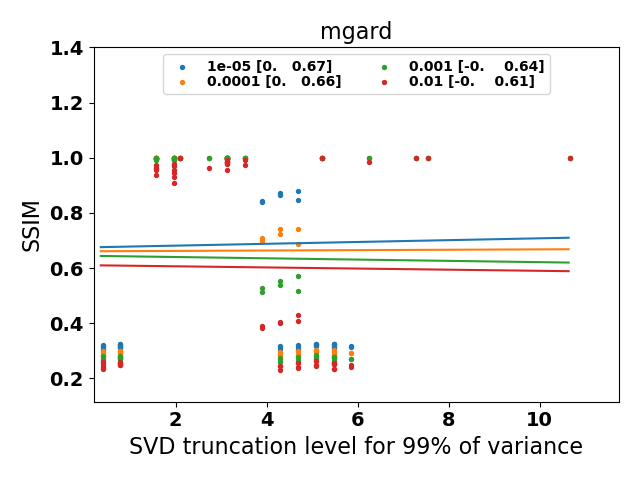 mgard
1e-05 [0.   0.67]
0.0001 [0.   0.66]
0.001 [-0.    0.64]
0.01 [-0.    0.61]
1.4
1.2
1.0
0.8
0.6
0.4
0.2
SSIM
2 4 6 8 10
SVD truncation level for 99% of variance